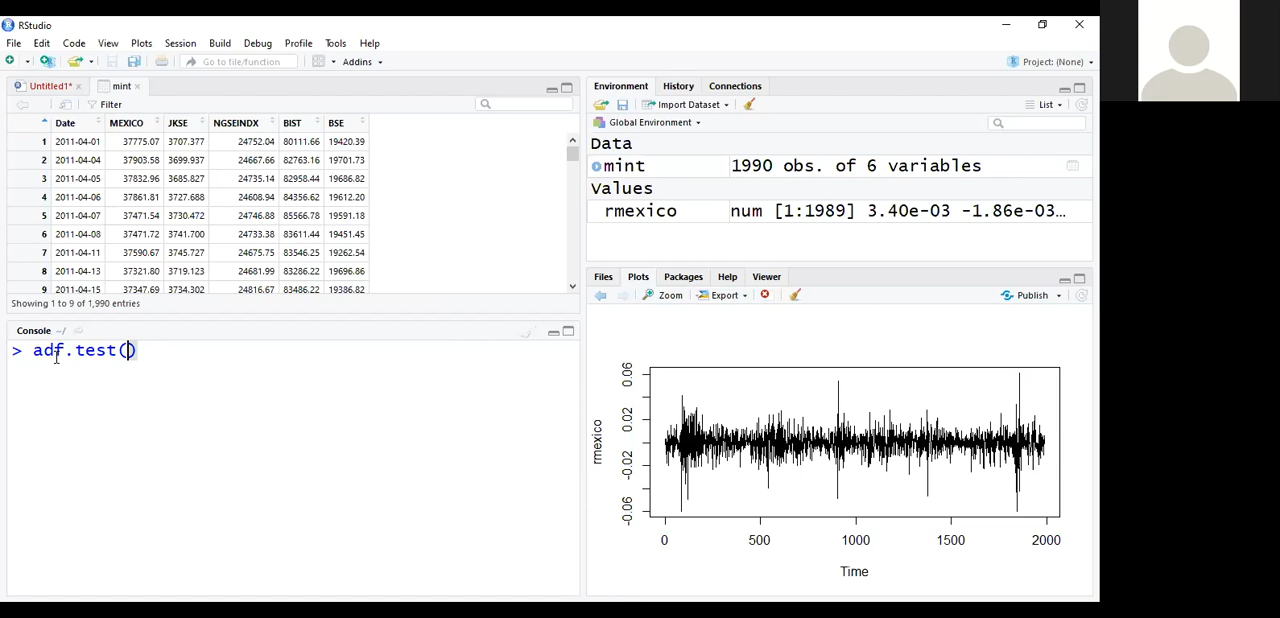 RStudio
File Edit Code View Plots Session Build Debug Profile Tools Help
Go to file/function Addins Project: (None)
Untitled1* mint
Filter
Date MEXICO JKSE NGSEINDX BIST BSE
1 2011-04-01 37775.07 3707.377 24752.04 80111.66 19420.39
2 2011-04-04 37903.58 3699.937 24667.66 82763.16 19701.73
3 2011-04-05 37832.96 3685.827 24735.14 82958.44 19686.82
4 2011-04-06 37861.81 3727.688 24608.94 84356.62 19612.20
5 2011-04-07 37471.54 3730.472 24746.88 85566.78 19591.18
6 2011-04-08 37471.72 3741.700 24733.38 83611.44 19451.45
7 2011-04-11 37590.67 3745.727 24675.75 83546.25 19262.54
8 2011-04-13 37321.80 3719.123 24681.99 83286.22 19696.86
9 2011-04-15 37347.69 3734.302 24816.67 83486.22 19386.82
Showing 1 to 9 of 1,990 entries
Console ~/
> adf.test()
Environment History Connections
Import Dataset List
Global Environment
Data
mint 1990 obs. of 6 variables
Values
rmexico num [1:1989] 3.40e-03 -1.86e-03…
Files Plots Packages Help Viewer
Zoom Export Publish
0.06
0.02
-0.02
-0.06
rmexico
0 500 1000 1500 2000
Time